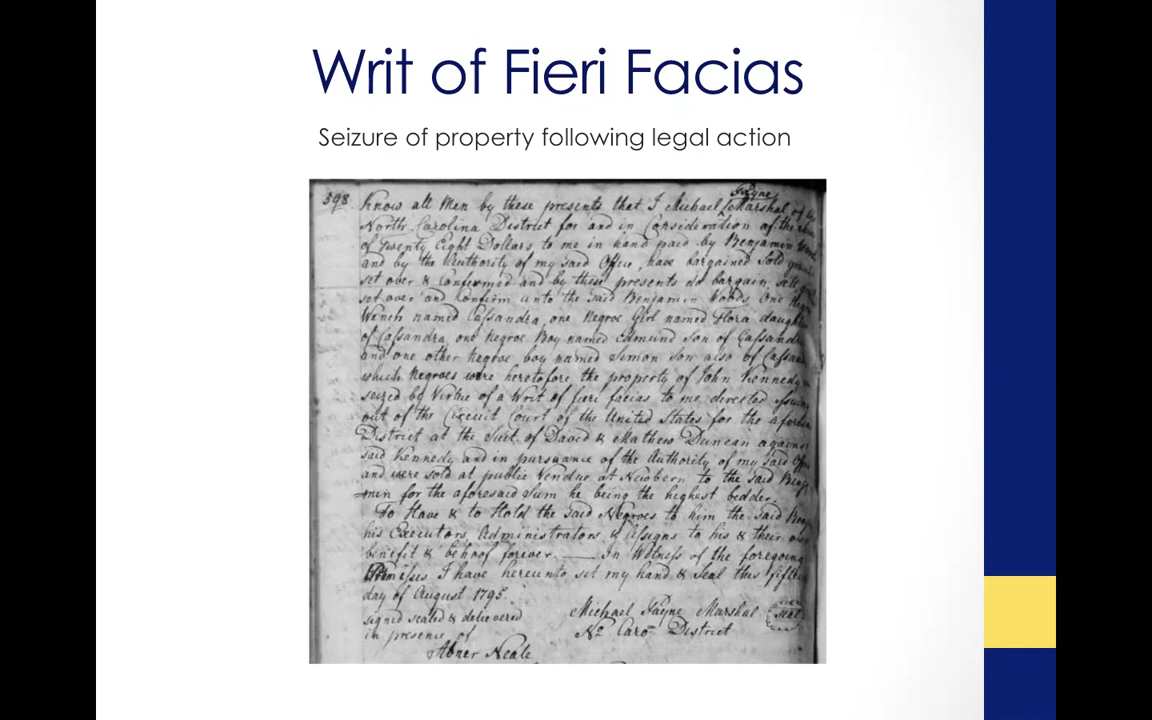 Writ of Fieri Facias
Seizure of property following legal action
398
Payne
Know all Men by these presents that I Michael Marshal of
North Carolina District for and in Consideration of the
of Twenty Eight Dollars to me in hand paid by Benjamin
and by the Authority of my said Office, have bargained sold
set over & Confirmed and by these presents do bargain, sell
set over and Confirm unto the said Benjamin Woods One
Wench named Cassandra, one Negroe Girl named Flora
of Cassandra, one Negroe Boy named Edmund Son of Cassandra
and one other Negroe boy named Simon Son also of
which Negroes were heretofore the property of John Kennedy
seized by Virtue of a Writ of fieri facias to me directed issuing
out of the Circuit Court of the United States for the
District at the Suit of David & Mathew Duncan against
said Kennedy and in pursuance of the Authority of my said
and were sold at public Vendue at Newbern to the said
min for the aforesaid Sum he being the highest bedder.
To Have & to Hold the said Negroes to him the said
his Executors, Administrators & Assigns to his & their
benefit & behoof forever. In Witness of the foregoing
Premises I have hereunto set my hand & Seal this
day of August 1795.
signed sealed & delivered
in presence of
Michael Payne Marshal Seal
No. Caro District
Abner Neale